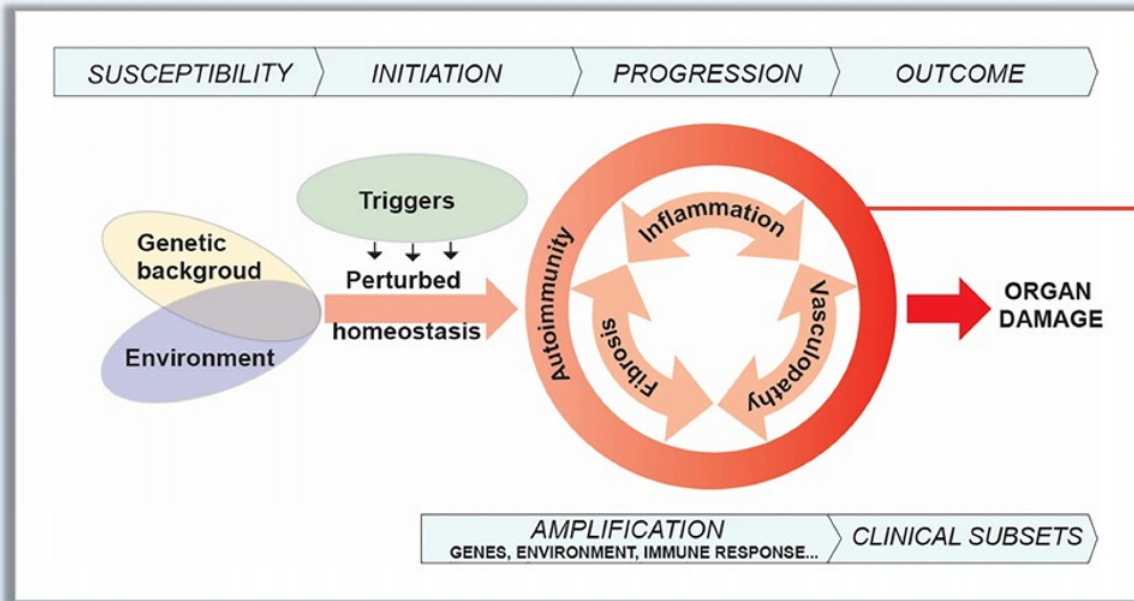 SUSCEPTIBILITY
INITIATION
PROGRESSION
OUTCOME
Triggers
Genetic
backgroud
Environment
Perturbed
homeostasis
Autoimmunity
Inflammation
Vasculopathy
Fibrosis
ORGAN
DAMAGE
AMPLIFICATION
GENES, ENVIRONMENT, IMMUNE RESPONSE...
CLINICAL SUBSETS